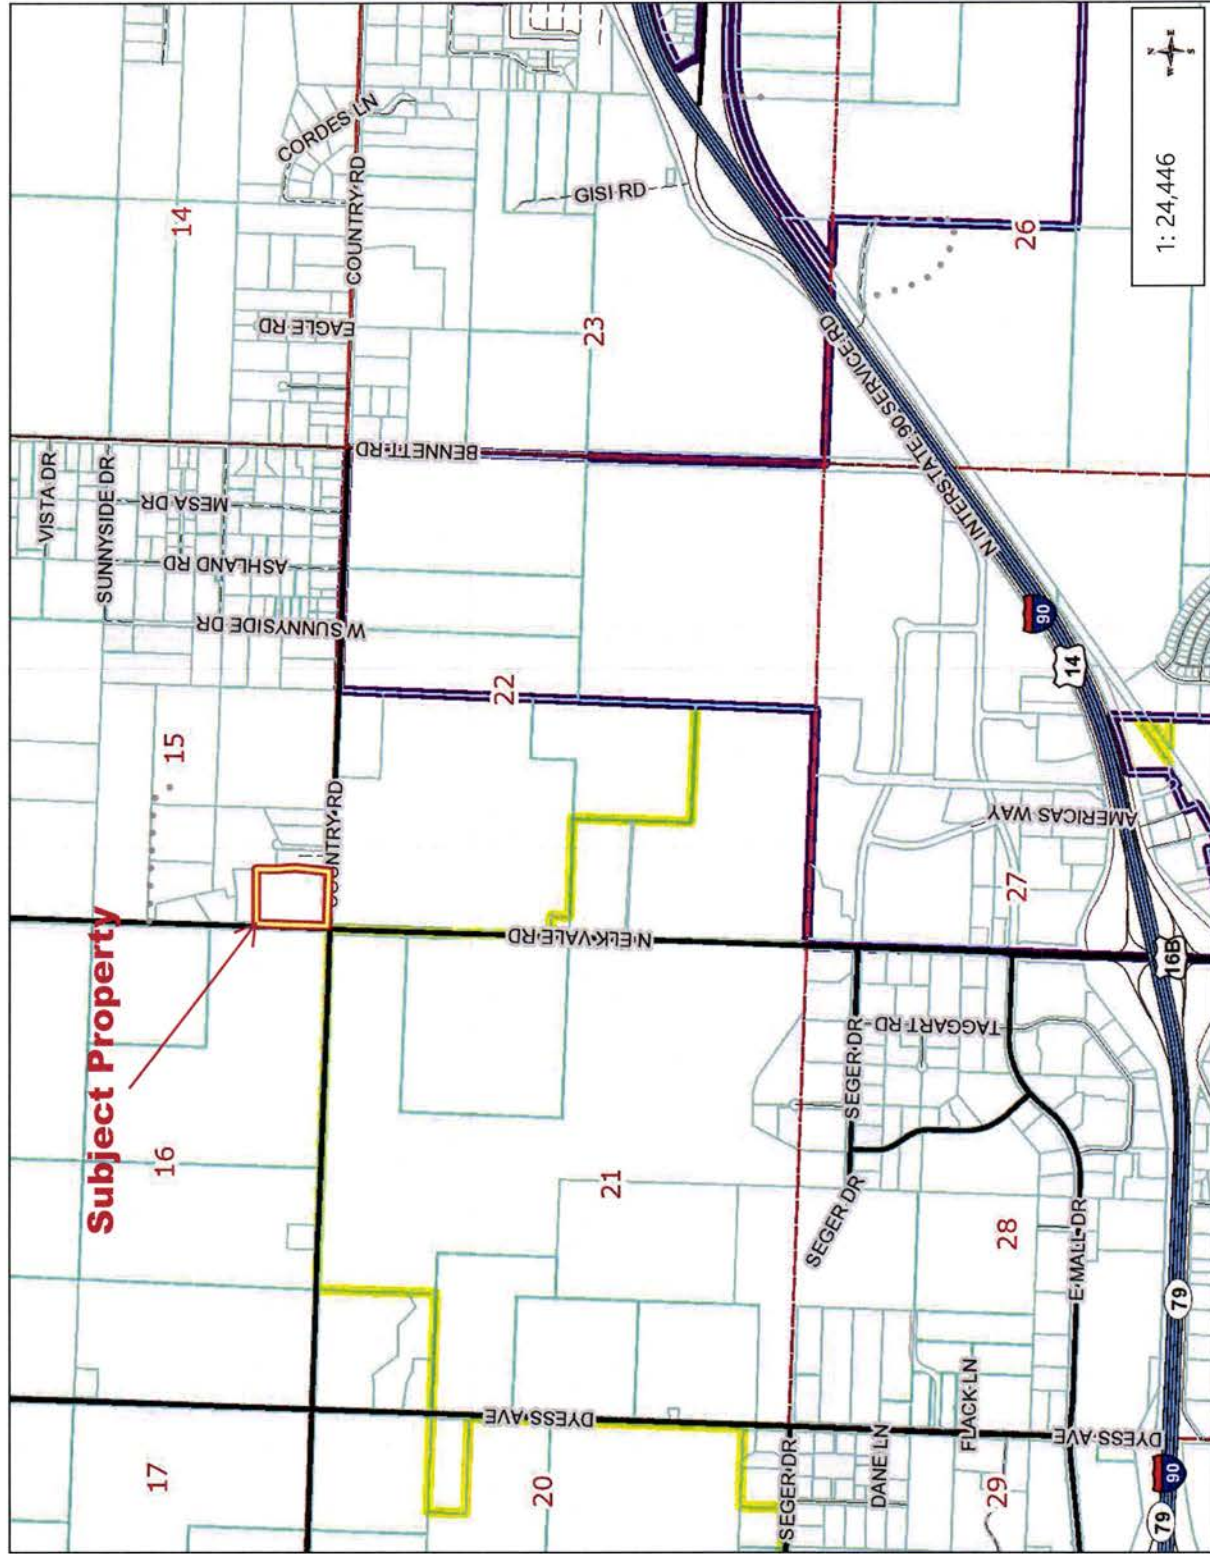 VISTA DR
SUNNYSIDE DR
MESA DR
ASHLAND RD
W SUNNYSIDE DR
14
CORDES LN
COUNTRY RD
EAGLE RD
GISI RD
15
Subject Property
16
17
COUNTRY RD
BENNETT RD
22
23
N ELK VALE RD
21
20
DYESS AVE
N INTERSTATE 90 SERVICE RD
26
1: 24,446
N
W
E
S
90
14
AMERICAS WAY
27
16B
SEGER DR
TAGGART RD
SEGER DR
28
E MALL DR
SEGER DR
DANE LN
FLACK LN
DYESS AVE
29
79
90
79